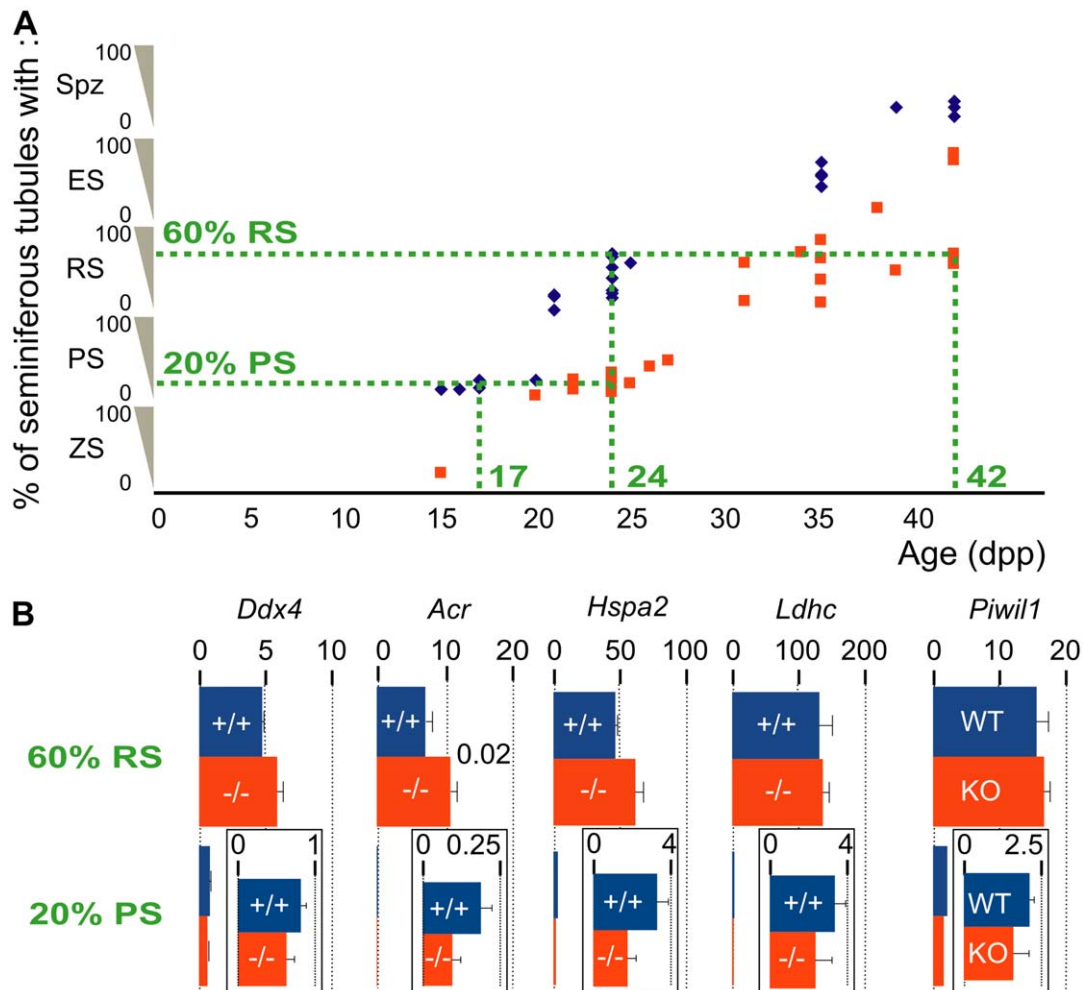 A
% of seminiferous tubules with :
100
Spz
0
100
ES
0
60% RS
100
RS
0
20% PS
100
PS
0
100
ZS
0
17 24 42
0 5 10 15 20 25 30 35 40
Age (dpp)
B
Ddx4 Acr Hspa2 Ldhc Piwil1
0 5 10 0 10 20 0 50 100 0 100 200 0 10 20
60% RS
+/+ +/+ +/+ +/+ WT
0.02
-/- -/- -/- -/- KO
20% PS
0 1 0 0.25 0 4 0 4 0 2.5
+/+ +/+ +/+ +/+ WT
-/- -/- -/- -/- KO